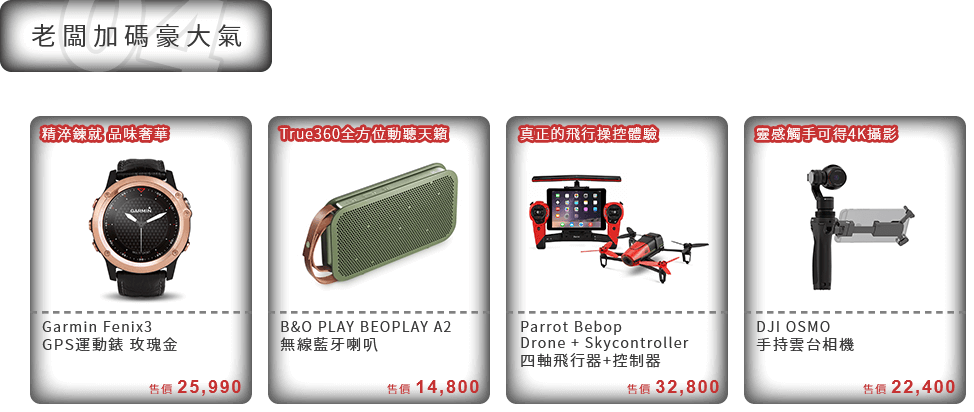 04
老闆加碼豪大氣
精淬鍊就 品味奢華
GARMIN
Garmin Fenix3
GPS運動錶 玫瑰金
售價 25,990
True360全方位動聽天籟
B&O PLAY BEOPLAY A2
無線藍牙喇叭
售價 14,800
真正的飛行操控體驗
Parrot Bebop
Drone + Skycontroller
四軸飛行器+控制器
售價 32,800
靈感觸手可得4K攝影
DJI OSMO
手持雲台相機
售價 22,400